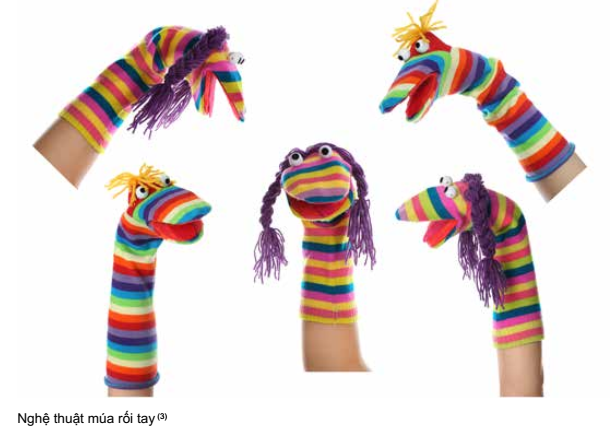 Nghệ thuật múa rối tay (3)